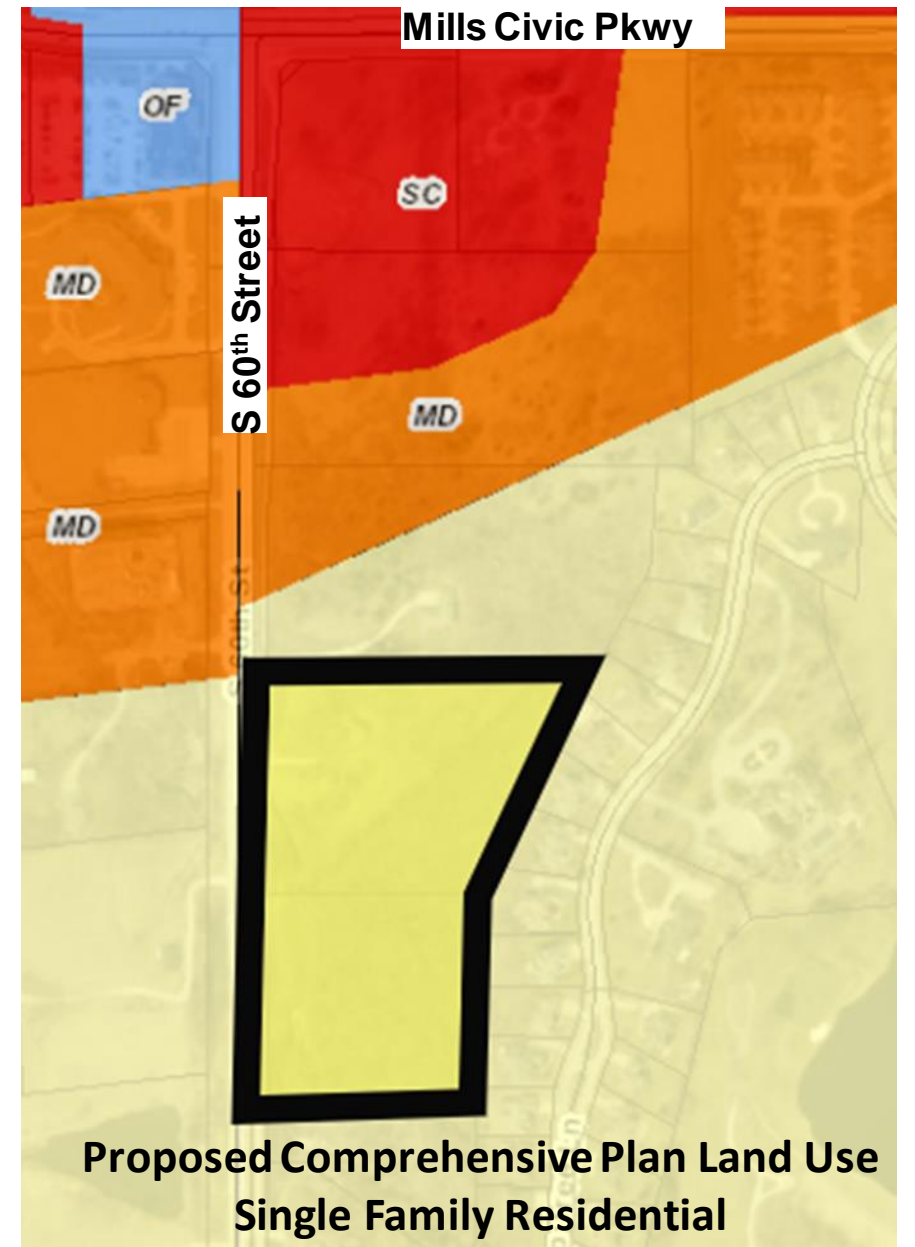 Mills Civic Pkwy
OF
SC
MD
S 60th Street
MD
MD
Proposed Comprehensive Plan Land Use
Single Family Residential